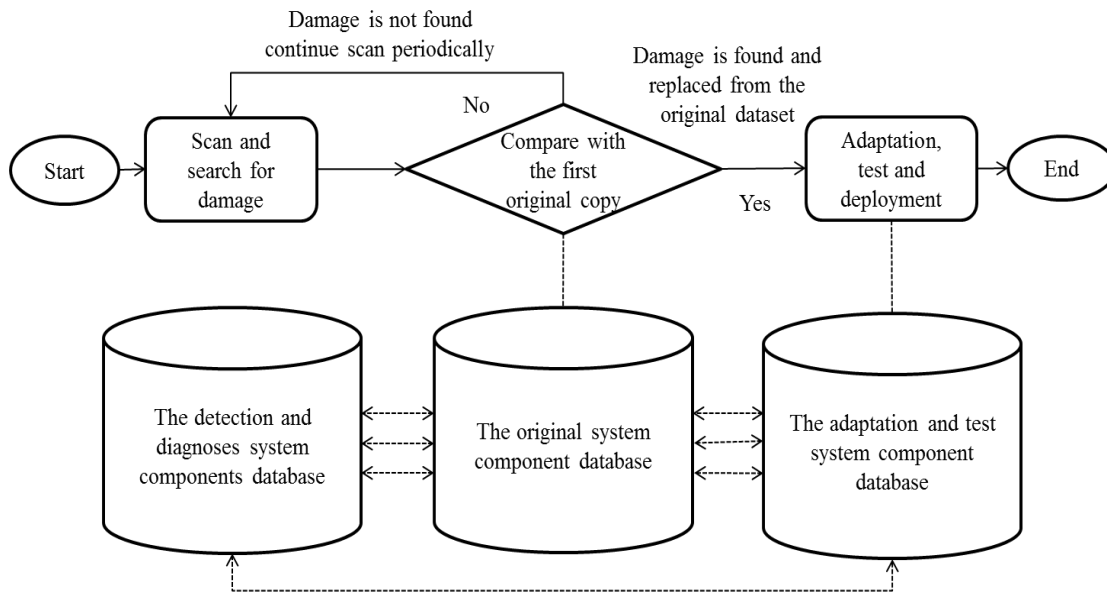 Damage is not found
continue scan periodically
Damage is found and
replaced from the
original dataset
No
Start
Scan and
search for
damage
Compare with
the first
original copy
Yes
Adaptation,
test and
deployment
End
The detection and
diagnoses system
components database
The original system
component database
The adaptation and test
system component
database